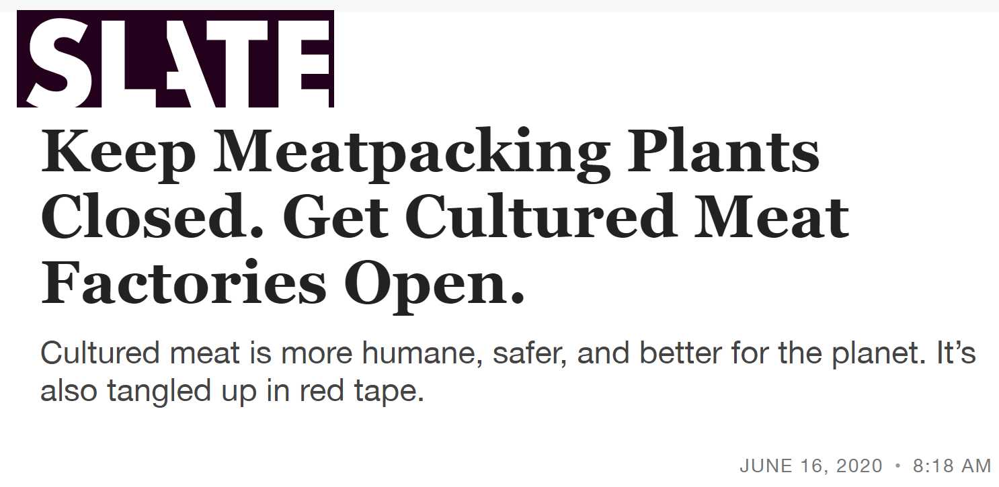 SLATE
Keep Meatpacking Plants
Closed. Get Cultured Meat
Factories Open.
Cultured meat is more humane, safer, and better for the planet. It’s
also tangled up in red tape.
JUNE 16, 2020 • 8:18 AM